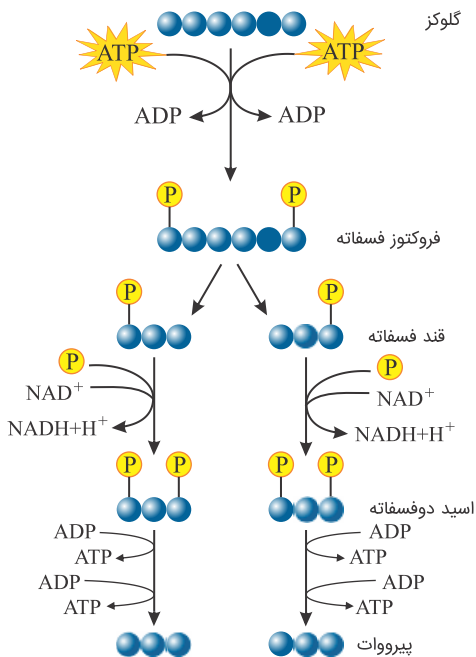 گلوکز
ATP ATP
ADP ADP
P P
فروکتوز فسفاته
P P
قند فسفاته
P P
NAD+ NAD+
NADH+H+ NADH+H+
P P P P
اسید دوفسفاته
ADP ADP
ATP ATP
ADP ADP
ATP ATP
پیرووات